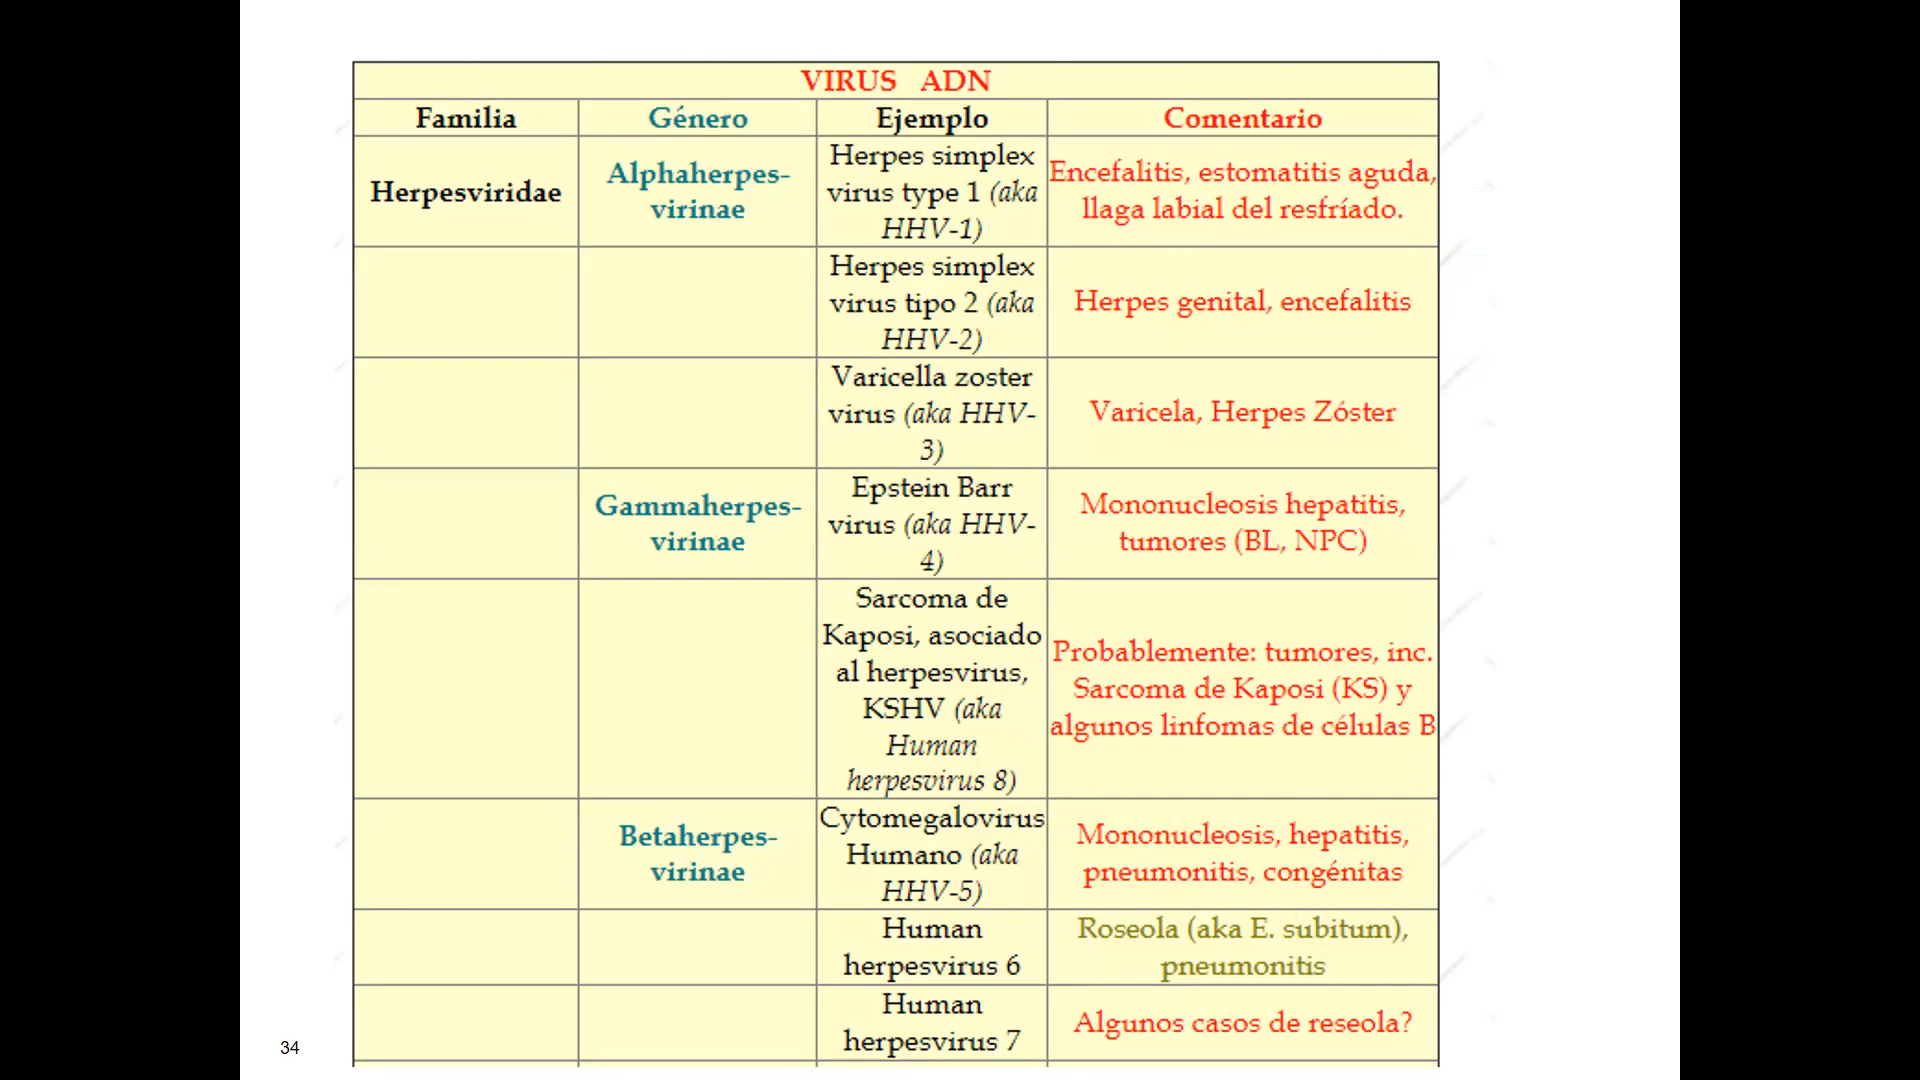 VIRUS ADN
Familia Género Ejemplo Comentario
Herpesviridae
Alphaherpes-
virinae
Herpes simplex
virus type 1 (aka
HHV-1)
Encefalitis, estomatitis aguda,
llaga labial del resfríado.
Herpes simplex
virus tipo 2 (aka
HHV-2)
Herpes genital, encefalitis
Varicella zoster
virus (aka HHV-
3)
Varicela, Herpes Zóster
Gammaherpes-
virinae
Epstein Barr
virus (aka HHV-
4)
Mononucleosis hepatitis,
tumores (BL, NPC)
Sarcoma de
Kaposi, asociado
al herpesvirus,
KSHV (aka
Human
herpesvirus 8)
Probablemente: tumores, inc.
Sarcoma de Kaposi (KS) y
algunos linfomas de células B
Betaherpes-
virinae
Cytomegalovirus
Humano (aka
HHV-5)
Mononucleosis, hepatitis,
pneumonitis, congénitas
Human
herpesvirus 6
Roseola (aka E. subitum),
pneumonitis
Human
herpesvirus 7
Algunos casos de reseola?
34